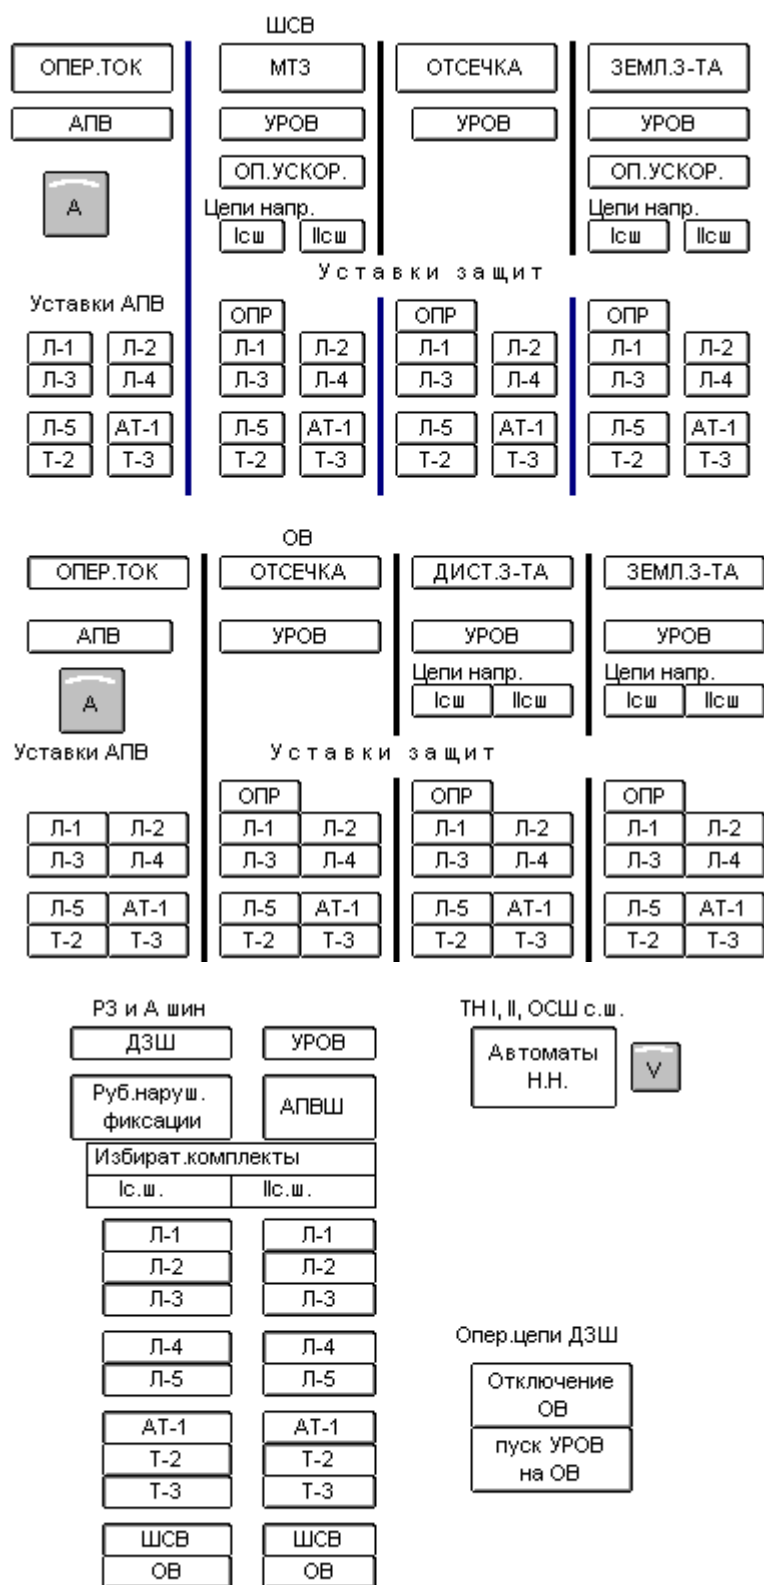 ШСВ
ОПЕР.ТОК МТЗ ОТСЕЧКА ЗЕМЛ.З-ТА
АПВ УРОВ УРОВ УРОВ
ОП.УСКОР. ОП.УСКОР.
А Цепи напр. Цепи напр.
Iсш IIсш Iсш IIсш
Уставки защит
Уставки АПВ ОПР ОПР ОПР
Л-1 Л-2 Л-1 Л-2 Л-1 Л-2 Л-1 Л-2
Л-3 Л-4 Л-3 Л-4 Л-3 Л-4 Л-3 Л-4
Л-5 АТ-1 Л-5 АТ-1 Л-5 АТ-1 Л-5 АТ-1
Т-2 Т-3 Т-2 Т-3 Т-2 Т-3 Т-2 Т-3
ОВ
ОПЕР.ТОК ОТСЕЧКА ДИСТ.З-ТА ЗЕМЛ.З-ТА
АПВ УРОВ УРОВ УРОВ
Цепи напр. Цепи напр.
А Iсш IIсш Iсш IIсш
Уставки АПВ Уставки защит
ОПР ОПР ОПР
Л-1 Л-2 Л-1 Л-2 Л-1 Л-2 Л-1 Л-2
Л-3 Л-4 Л-3 Л-4 Л-3 Л-4 Л-3 Л-4
Л-5 АТ-1 Л-5 АТ-1 Л-5 АТ-1 Л-5 АТ-1
Т-2 Т-3 Т-2 Т-3 Т-2 Т-3 Т-2 Т-3
РЗ и А шин
ДЗШ УРОВ
Руб.наруш.
фиксации
АПВШ
Избират.комплекты
Iс.ш. IIс.ш.
Л-1 Л-1
Л-2 Л-2
Л-3 Л-3
Л-4 Л-4
Л-5 Л-5
АТ-1 АТ-1
Т-2 Т-2
Т-3 Т-3
ШСВ ШСВ
ОВ ОВ
ТН I, II, ОСШ с.ш.
Автоматы
Н.Н.
V
Опер.цепи ДЗШ
Отключение
ОВ
пуск УРОВ
на ОВ